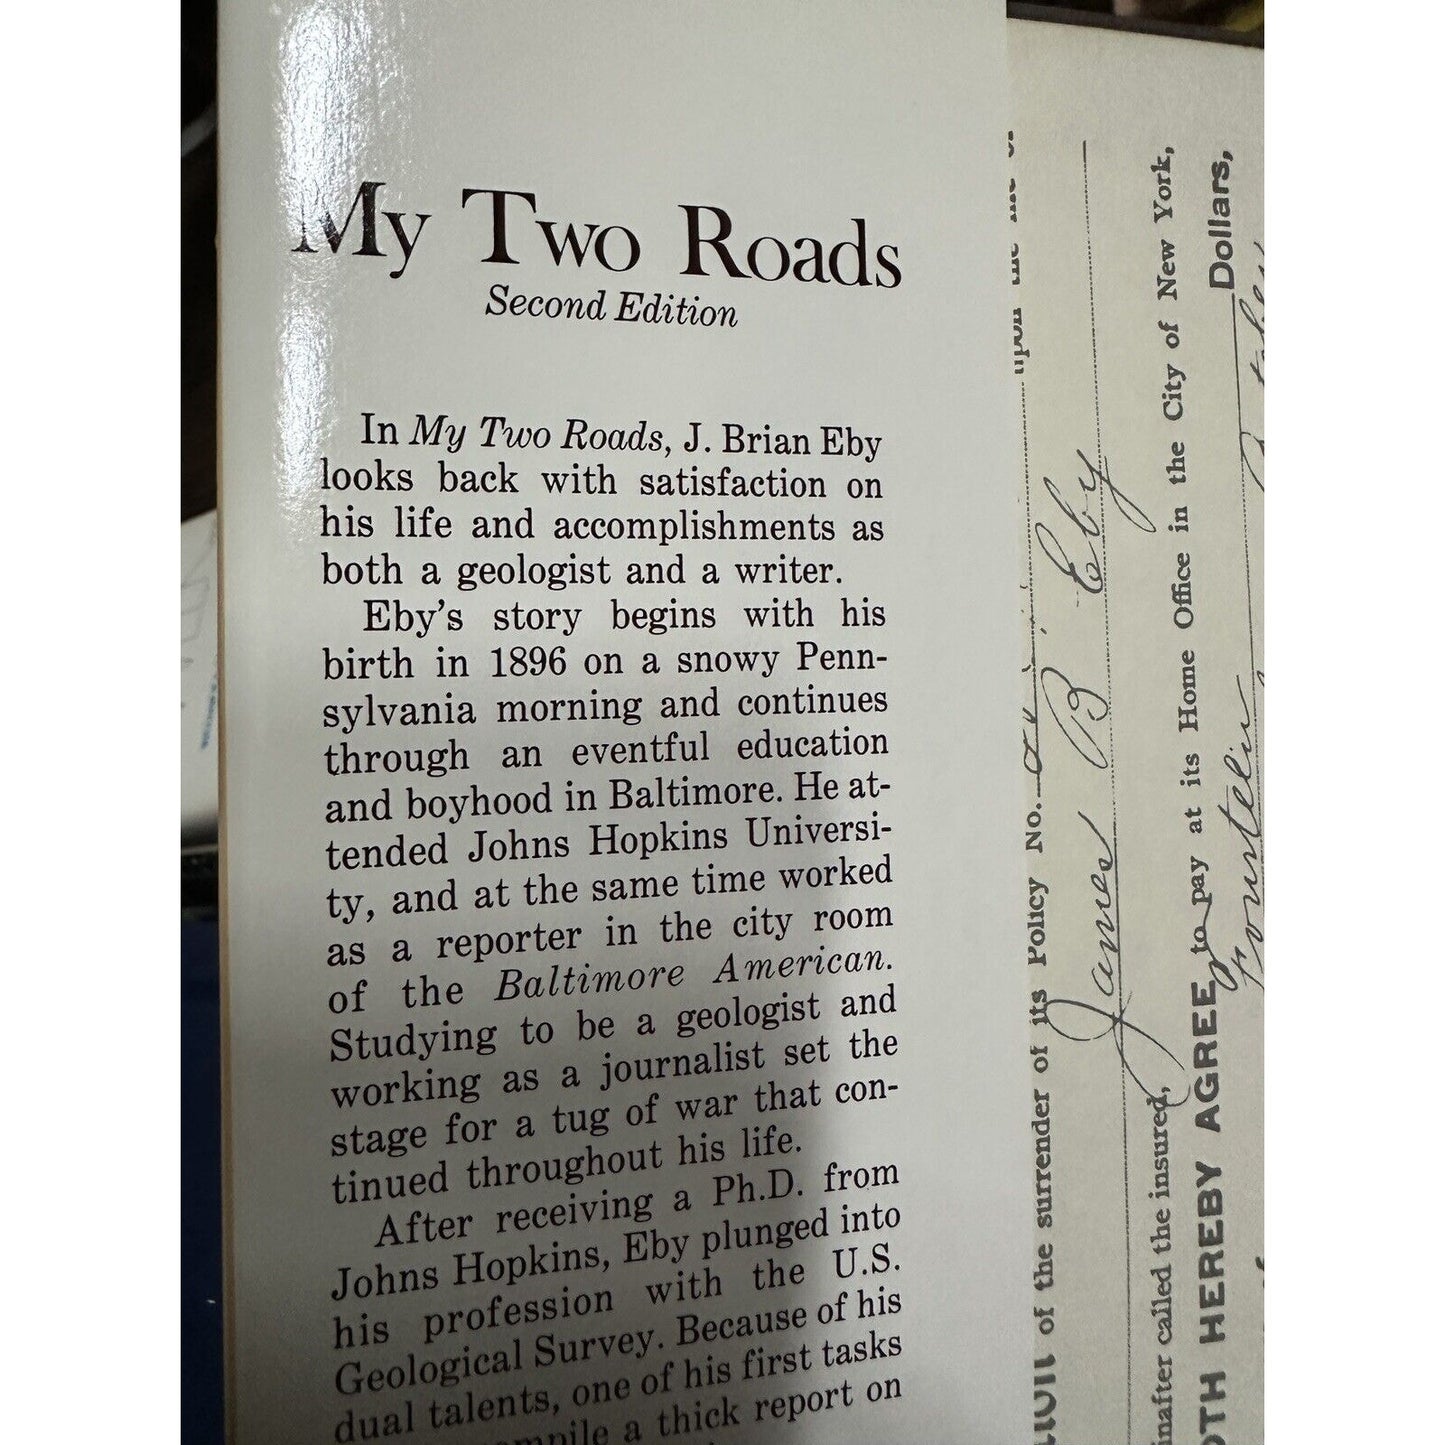 My Two Roads
Second Edition
In My Two Roads, J. Brian Eby
looks back with satisfaction on
his life and accomplishments as
both a geologist and a writer.
Eby's story begins with his
birth in 1896 on a snowy Penn-
sylvania morning and continues
through an eventful education
and boyhood in Baltimore. He at-
tended Johns Hopkins Universi-
ty, and at the same time worked
as a reporter in the city room
of the Baltimore American.
Studying to be a geologist and
working as a journalist set the
stage for a tug of war that con-
tinued throughout his life.
After receiving a Ph.D. from
Johns Hopkins, Eby plunged into
his profession with the U.S.
Geological Survey. Because of his
dual talents, one of his first tasks
a thick report on
of the surrender of its Policy No. upon the
James B. Eby
inafter called the insured,
to pay at its Home Office in the City of New York,
HEREBY AGREE
Fourteen
Dollars,